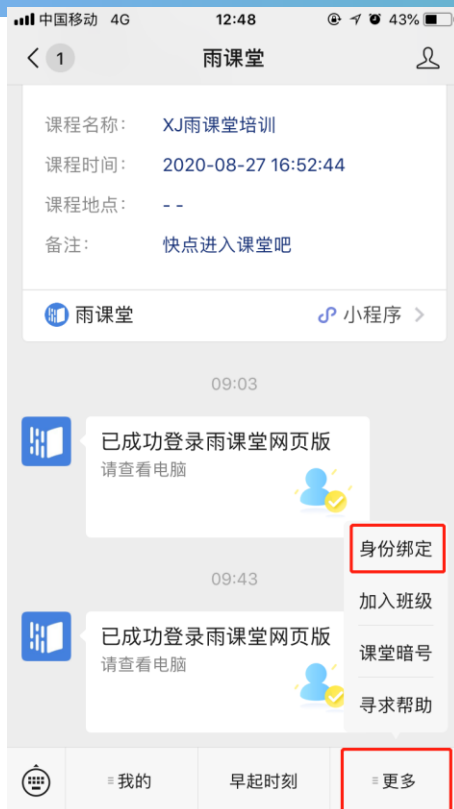 中国移动 4G 12:48 43%
1 雨课堂
课程名称: XJ雨课堂培训
课程时间: 2020-08-27 16:52:44
课程地点: - -
备注: 快点进入课堂吧
雨课堂 小程序
09:03
已成功登录雨课堂网页版
请查看电脑
身份绑定
09:43
加入班级
已成功登录雨课堂网页版
课堂暗号
请查看电脑
寻求帮助
我的 早起时刻 更多